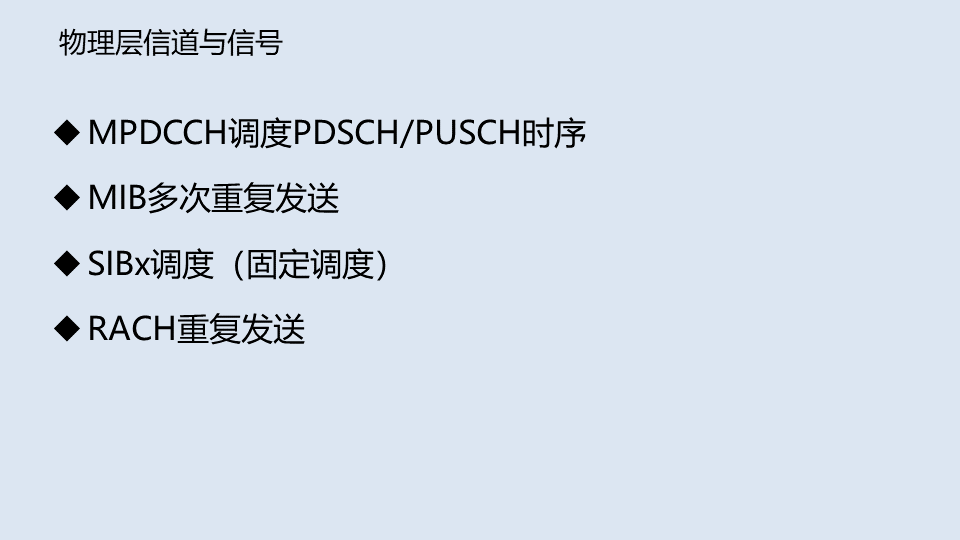 物理层信道与信号
◆ MPDCCH调度PDSCH/PUSCH时序
◆ MIB多次重复发送
◆ SIBx调度（固定调度）
◆ RACH重复发送